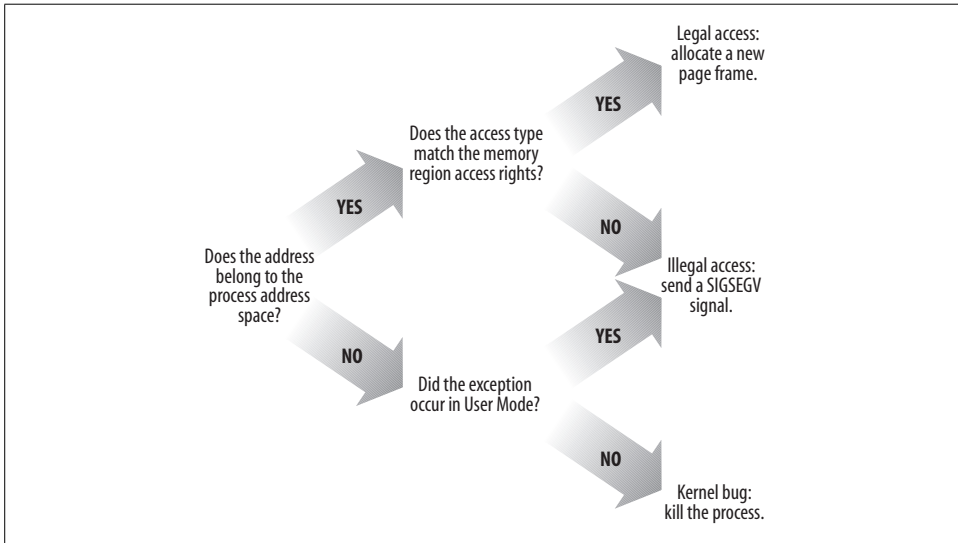 Legal access:
allocate a new
page frame.
YES
Does the access type
match the memory
region access rights?
YES
NO
Does the address
belong to the
process address
space?
Illegal access:
send a SIGSEGV
signal.
YES
NO
Did the exception
occur in User Mode?
NO
Kernel bug:
kill the process.